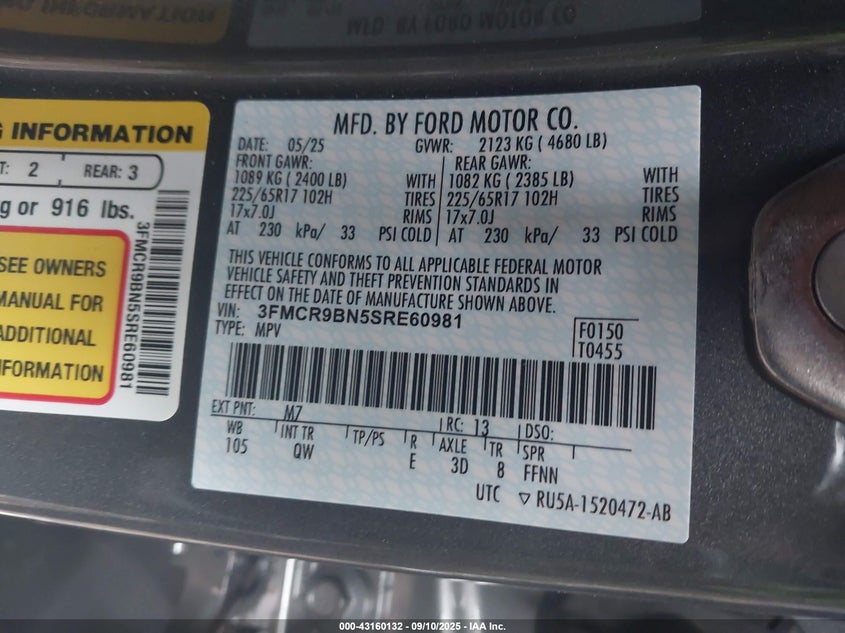 MFD. BY FORD MOTOR CO.
G INFORMATION
T: 2 REAR: 3
g or 916 lbs.
SEE OWNERS
MANUAL FOR
ADDITIONAL
NFORMATION
3FMCR9BN5SRE60981
MFD. BY FORD MOTOR CO.
DATE: 05/25 GVWR: 2123 KG ( 4680 LB)
FRONT GAWR: REAR GAWR:
1089 KG ( 2400 LB) WITH 1082 KG ( 2385 LB) WITH
225/65R17 102H TIRES 225/65R17 102H TIRES
17x7.0J RIMS 17x7.0J RIMS
AT 230 kPa/ 33 PSI COLD AT 230 kPa/ 33 PSI COLD
THIS VEHICLE CONFORMS TO ALL APPLICABLE FEDERAL MOTOR
VEHICLE SAFETY AND THEFT PREVENTION STANDARDS IN
EFFECT ON THE DATE OF MANUFACTURE SHOWN ABOVE.
VIN: 3FMCR9BN5SRE60981
TYPE: MPV
F0150
T0455
EXT PNT: M7 RC: 13 DSO:
WB INT TR TP/PS R AXLE TR SPR
105 QW E 3D 8 FFNN
UTC ▽ RU5A-1520472-AB
000-43160132 - 09/10/2025 - IAA Inc.